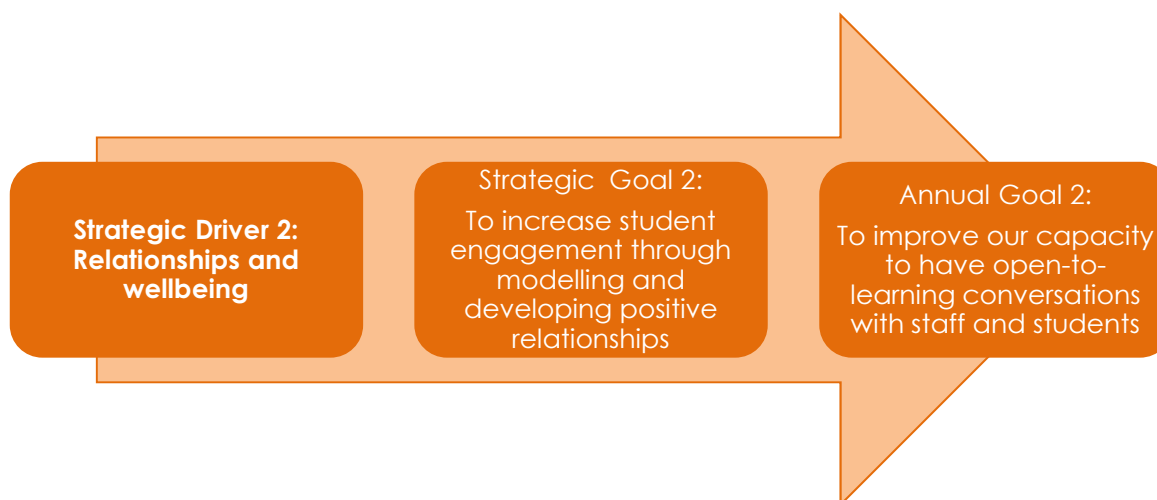 Strategic Driver 2:
Relationships and
wellbeing
Strategic Goal 2:
To increase student
engagement through
modelling and
developing positive
relationships
Annual Goal 2:
To improve our capacity
to have open-to-
learning conversations
with staff and students